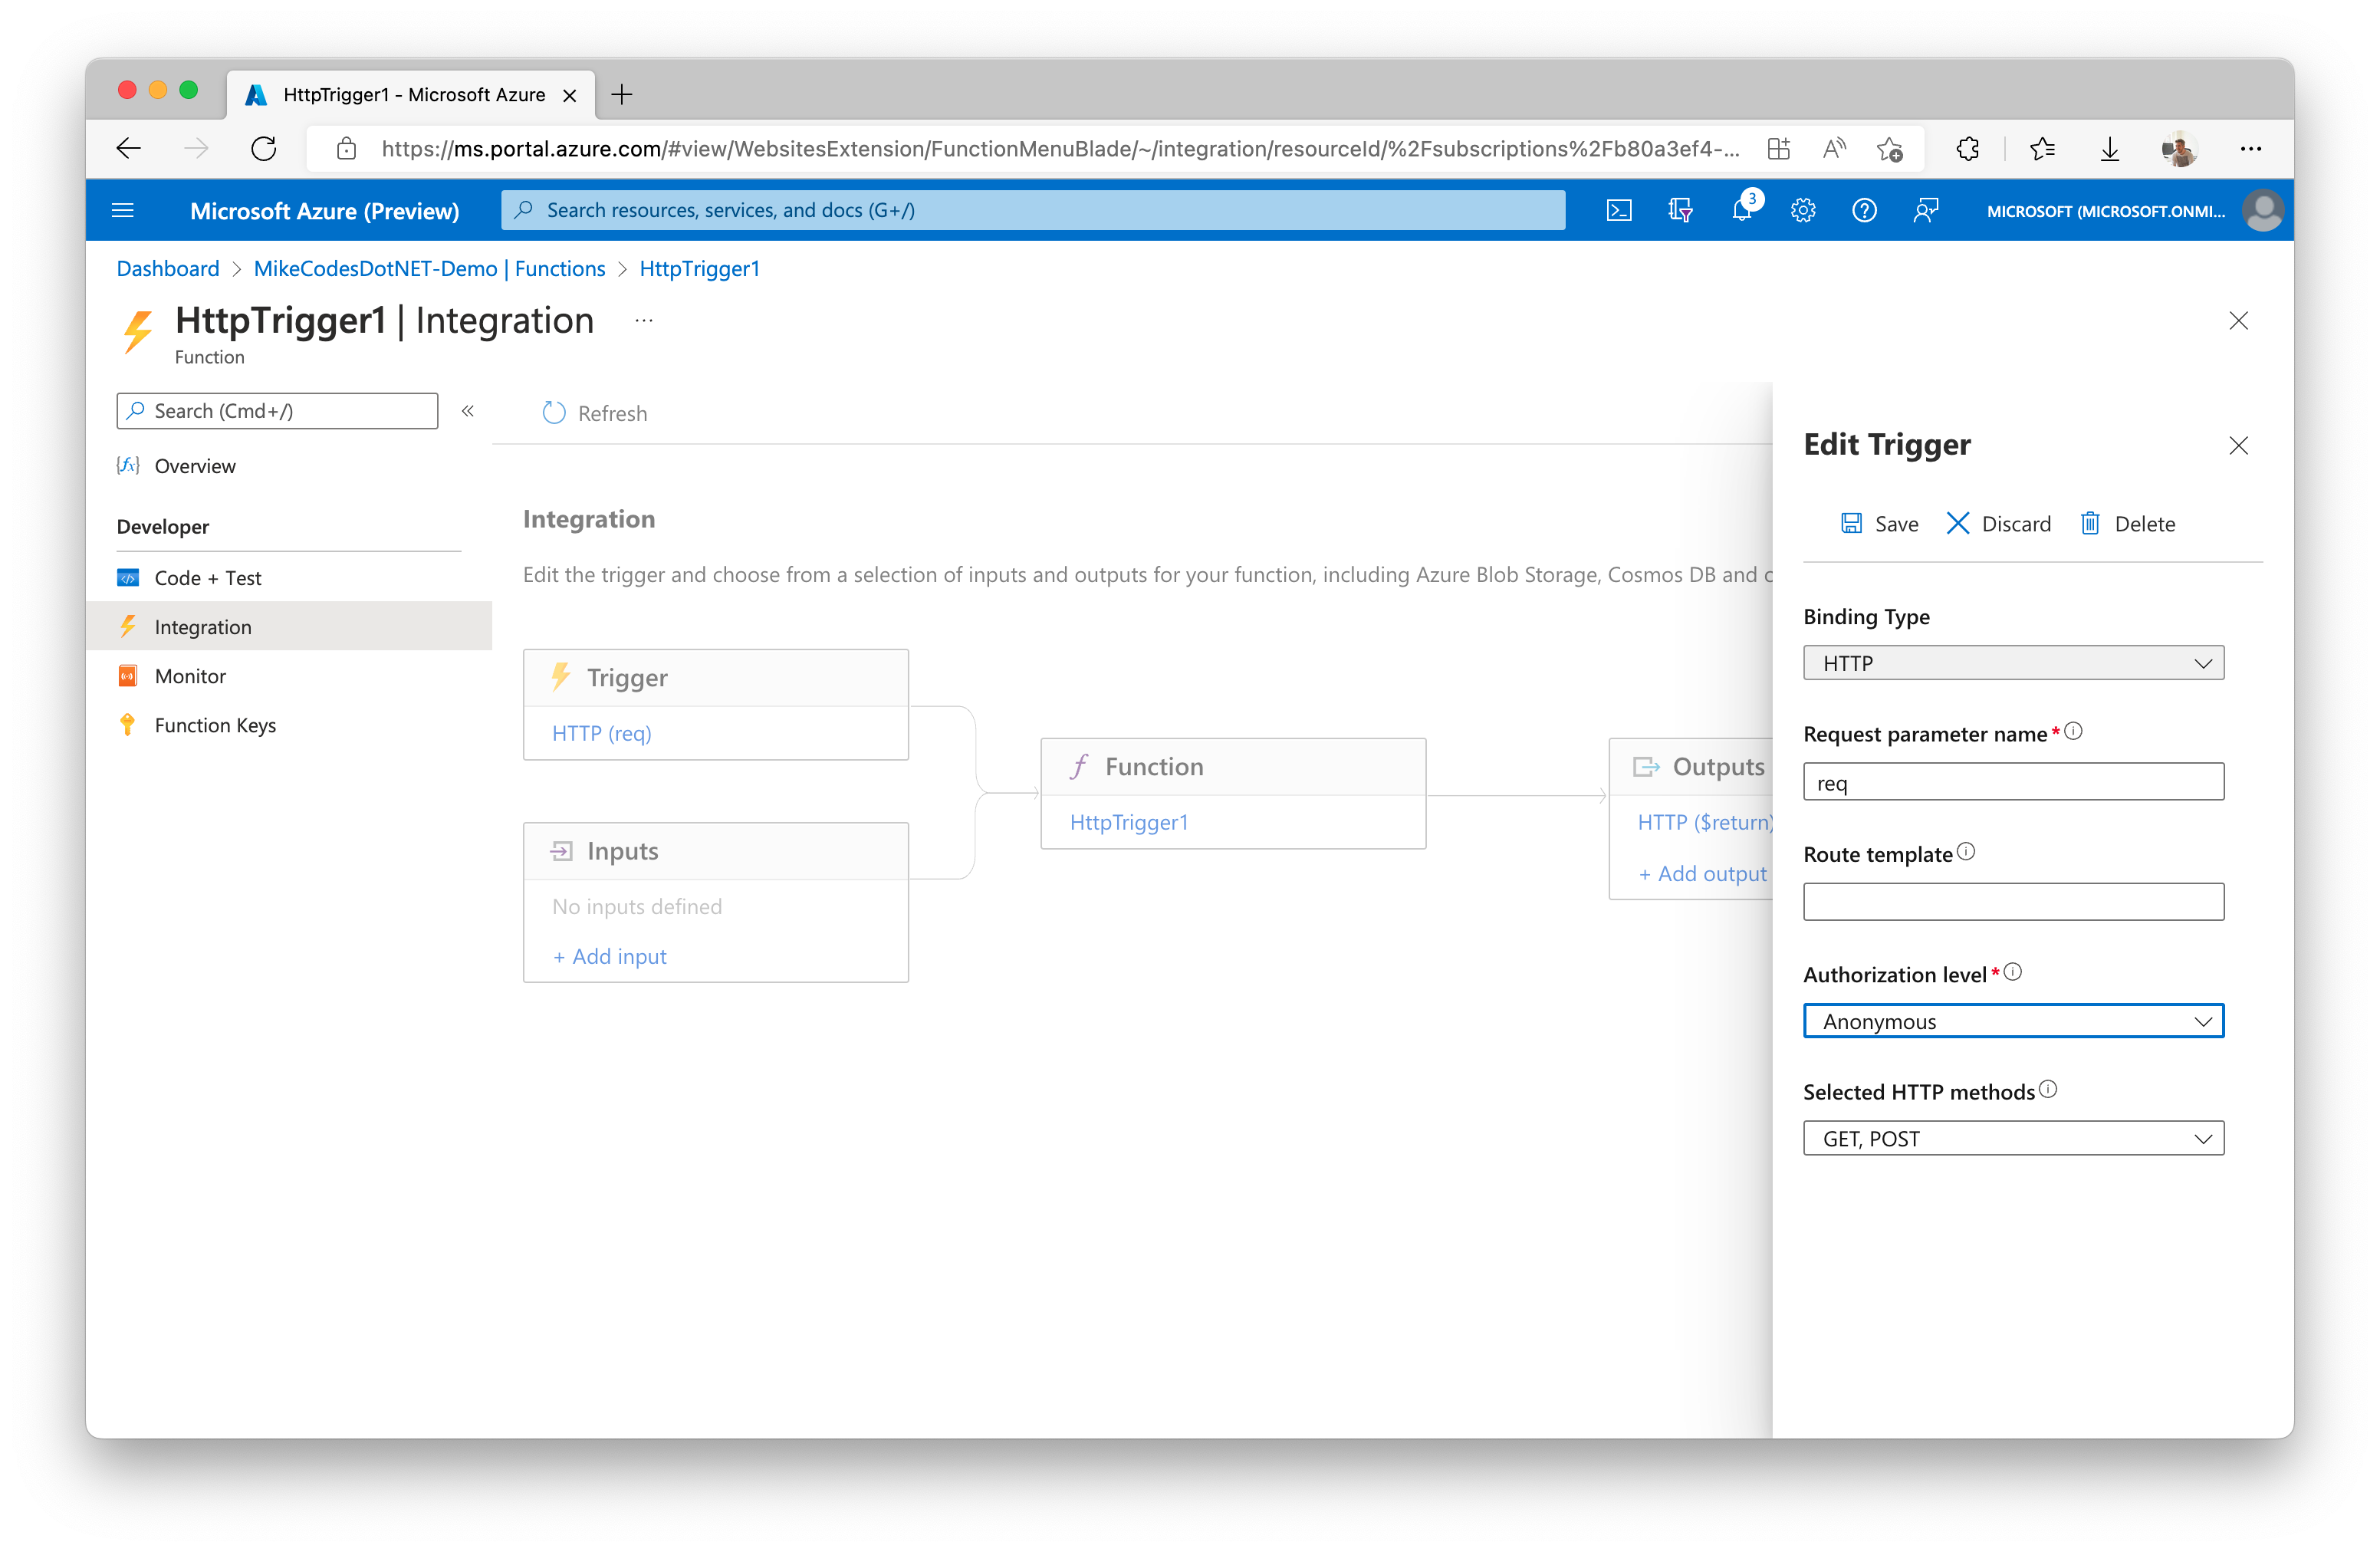 HttpTrigger1 - Microsoft Azure
https://ms.portal.azure.com/#view/WebsitesExtension/FunctionMenuBlade/~/integration/resourceId/%2Fsubscriptions%2Fb80a3ef4-...
Microsoft Azure (Preview)
Search resources, services, and docs (G+/)
3
MICROSOFT (MICROSOFT.ONMI...
Dashboard > MikeCodesDotNET-Demo | Functions > HttpTrigger1
HttpTrigger1 | Integration ...
Function
Search (Cmd+/)
«
Overview
Developer
Code + Test
Integration
Monitor
Function Keys
Refresh
Integration
Edit the trigger and choose from a selection of inputs and outputs for your function, including Azure Blob Storage, Cosmos DB and
Trigger
HTTP (req)
Inputs
No inputs defined
+ Add input
Function
HttpTrigger1
Outputs
HTTP ($return)
+ Add output
Edit Trigger
Save
Discard
Delete
Binding Type
HTTP
Request parameter name *
req
Route template
Authorization level *
Anonymous
Selected HTTP methods
GET, POST